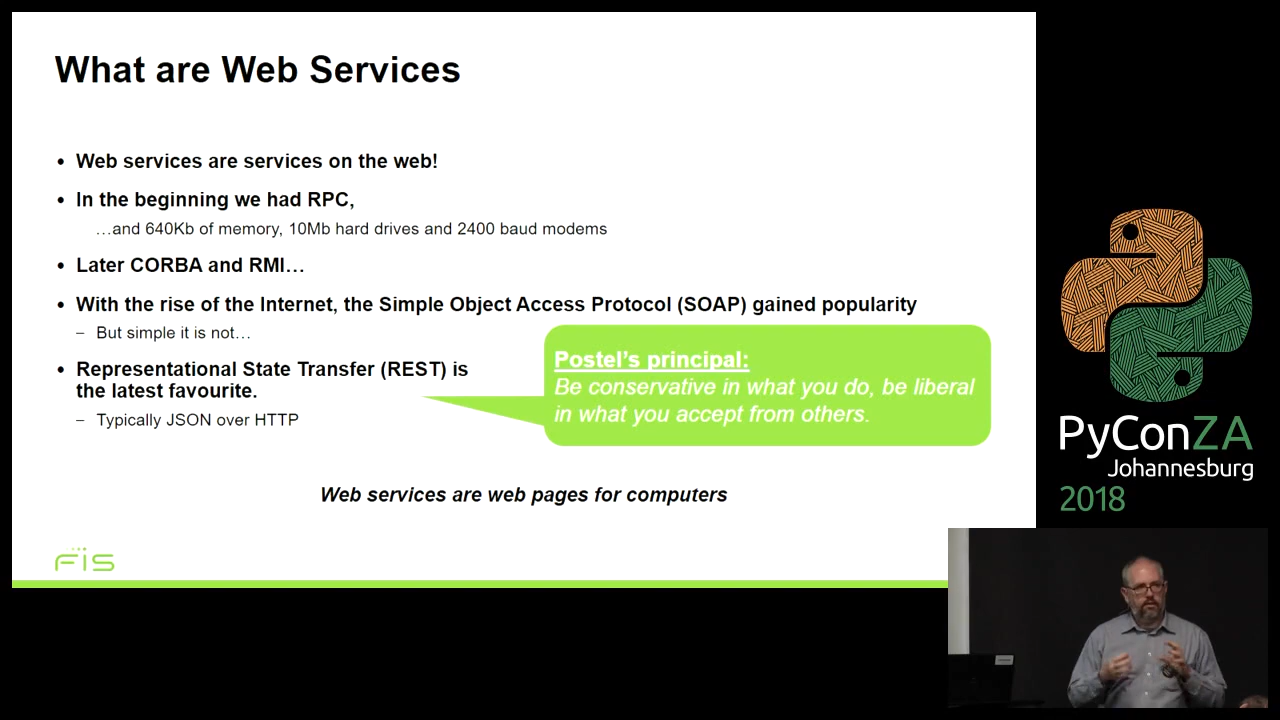 What are Web Services
• Web services are services on the web!
• In the beginning we had RPC,
…and 640Kb of memory, 10Mb hard drives and 2400 baud modems
• Later CORBA and RMI…
• With the rise of the Internet, the Simple Object Access Protocol (SOAP) gained popularity
– But simple it is not…
• Representational State Transfer (REST) is
the latest favourite.
– Typically JSON over HTTP
Postel's principal:
Be conservative in what you do, be liberal
in what you accept from others.
Web services are web pages for computers
FIS
PyConZA
Johannesburg
2018